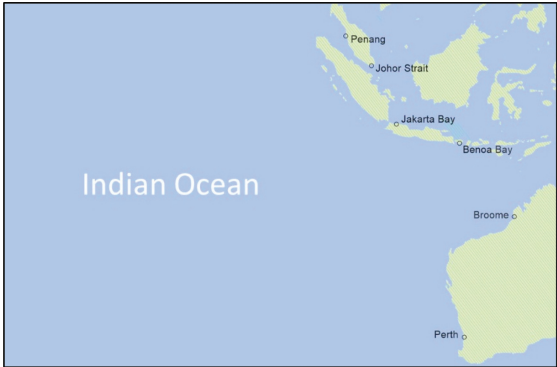 Penang
Johor Strait
Jakarta Bay
Benoa Bay
Indian Ocean
Broome
Perth